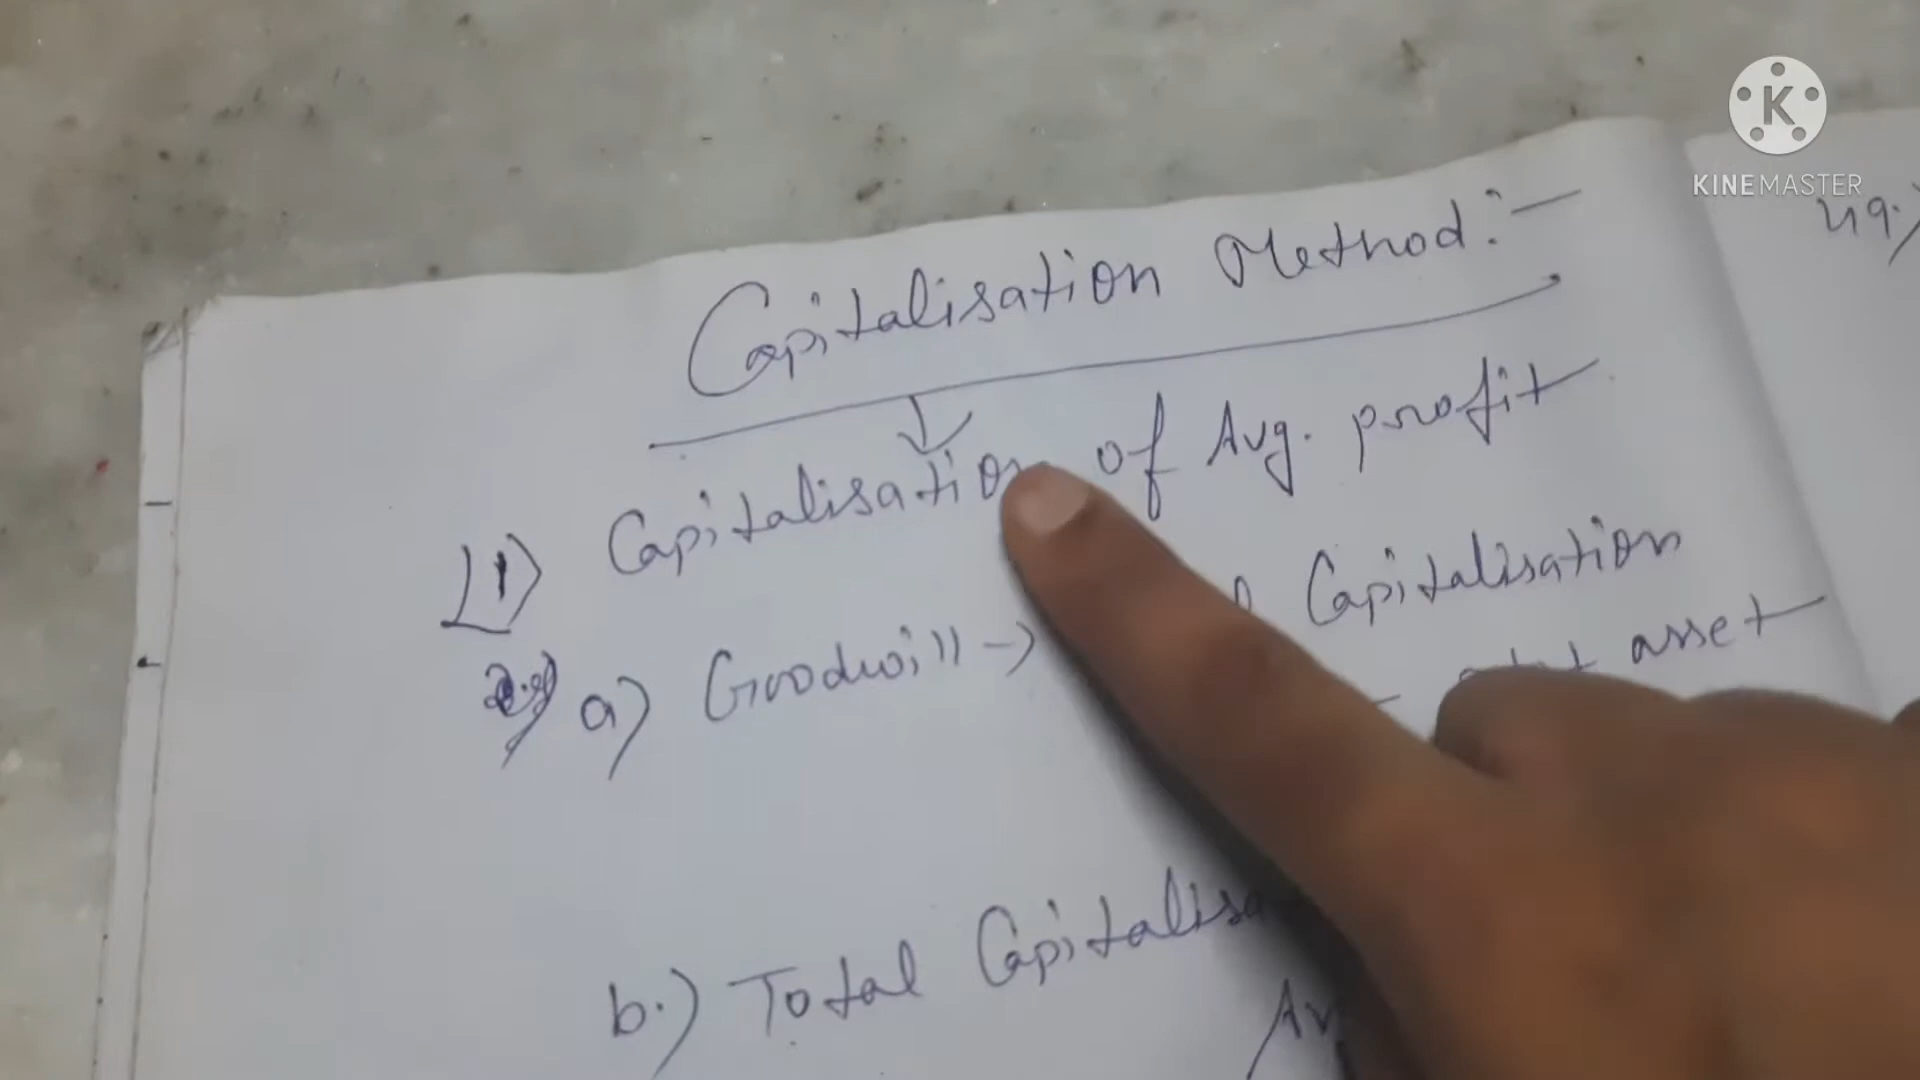 K
KINEMASTER
Capitalisation Method:-
[1) Capitalisation of Avg. profit
a) Goodwill → Capitalisation
- asset
b.) Total